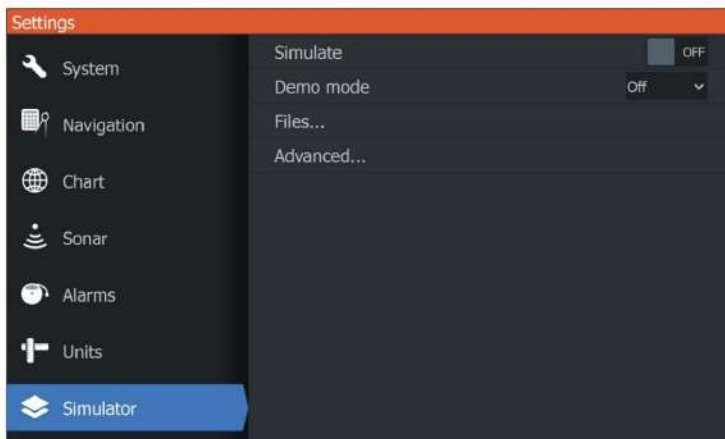 Settings
System
Navigation
Chart
Sonar
Alarms
Units
Simulator
Simulate OFF
Demo mode Off
Files...
Advanced...